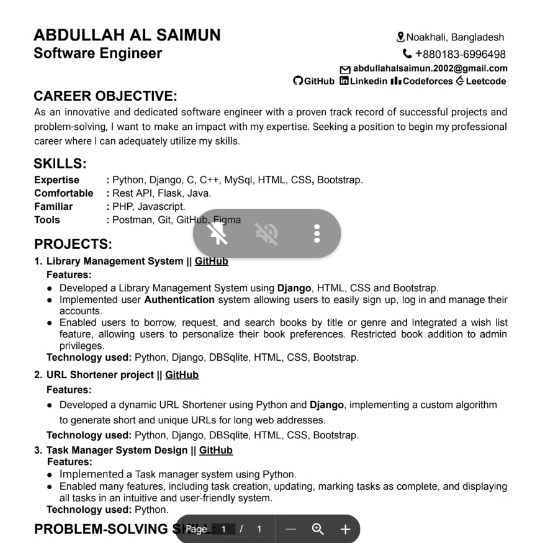 ABDULLAH AL SAIMUN
Software Engineer
Noakhali, Bangladesh
+880183-6996498
abdullahalsaimun.2002@gmail.com
GitHub Linkedin Codeforces Leetcode
CAREER OBJECTIVE:
As an innovative and dedicated software engineer with a proven track record of successful projects and
problem-solving, I want to make an impact with my expertise. Seeking a position to begin my professional
career where I can adequately utilize my skills.
SKILLS:
Expertise : Python, Django, C, C++, MySql, HTML, CSS, Bootstrap.
Comfortable : Rest API, Flask, Java.
Familiar : PHP, Javascript.
Tools : Postman, Git, GitHub, Figma
PROJECTS:
1. Library Management System || GitHub
Features:
● Developed a Library Management System using Django, HTML, CSS and Bootstrap.
● Implemented user Authentication system allowing users to easily sign up, log in and manage their
accounts.
● Enabled users to borrow, request, and search books by title or genre and Integrated a wish list
feature, allowing users to personalize their book preferences. Restricted book addition to admin
privileges.
Technology used: Python, Django, DBSqlite, HTML, CSS, Bootstrap.
2. URL Shortener project || GitHub
Features:
● Developed a dynamic URL Shortener using Python and Django, implementing a custom algorithm
to generate short and unique URLs for long web addresses.
Technology used: Python, Django, DBSqlite, HTML, CSS, Bootstrap.
3. Task Manager System Design || GitHub
Features:
● Implemented a Task manager system using Python.
● Enabled many features, including task creation, updating, marking tasks as complete, and displaying
all tasks in an intuitive and user-friendly system.
Technology used: Python.
PROBLEM-SOLVING SKILL:
Page 1 / 1